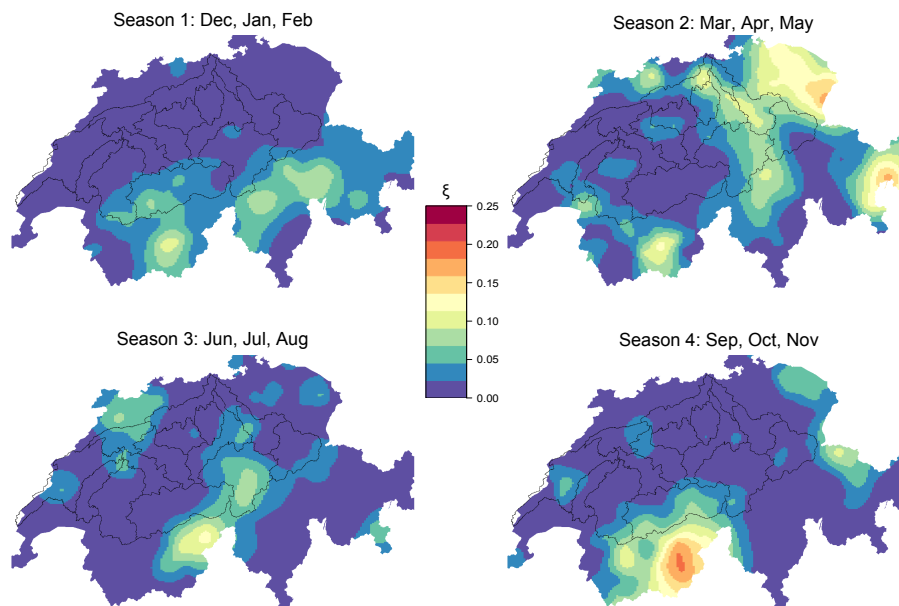 Season 1: Dec, Jan, Feb
Season 2: Mar, Apr, May
ξ
0.25
0.20
0.15
0.10
0.05
0.00
Season 3: Jun, Jul, Aug
Season 4: Sep, Oct, Nov